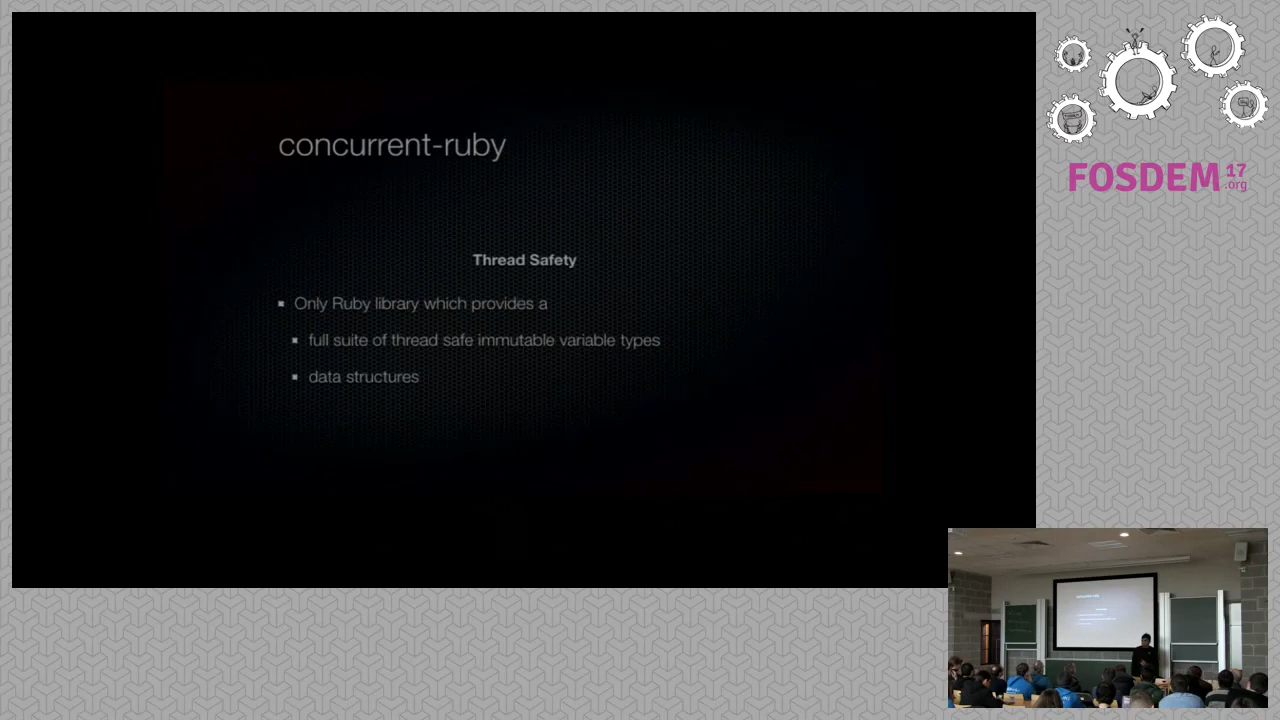 concurrent-ruby
Thread Safety
Only Ruby library which provides a
full suite of thread safe immutable variable types
data structures
FOSDEM 17
.org